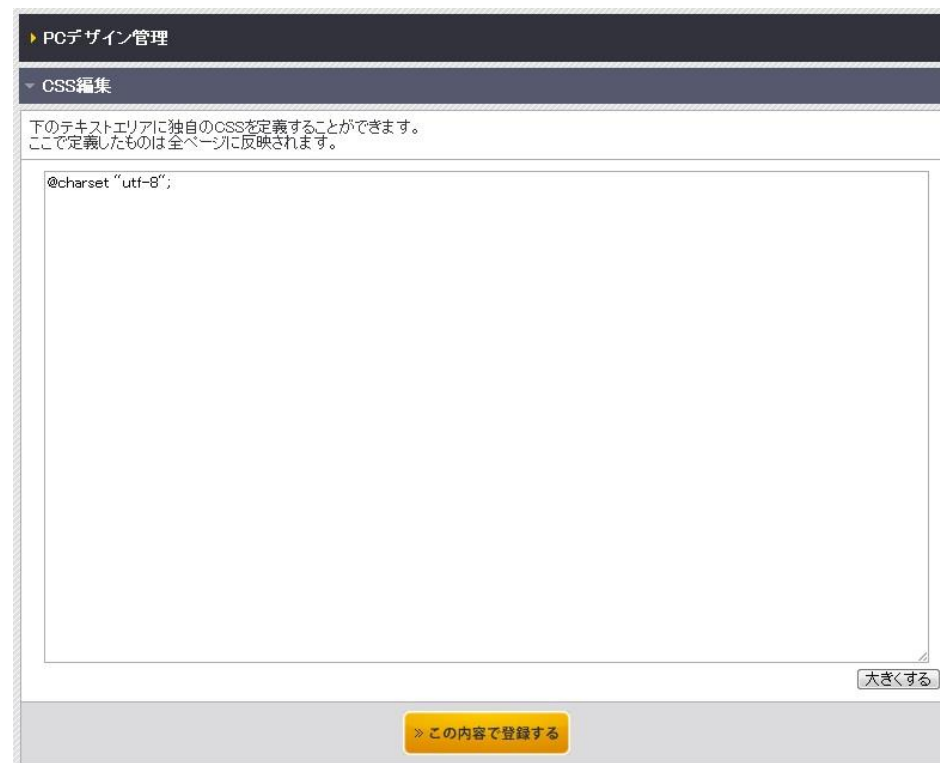 PCデザイン管理
CSS編集
下のテキストエリアに独自のCSSを定義することができます。
ここで定義したものは全ページに反映されます。
@charset "utf-8";
大きくする
» この内容で登録する